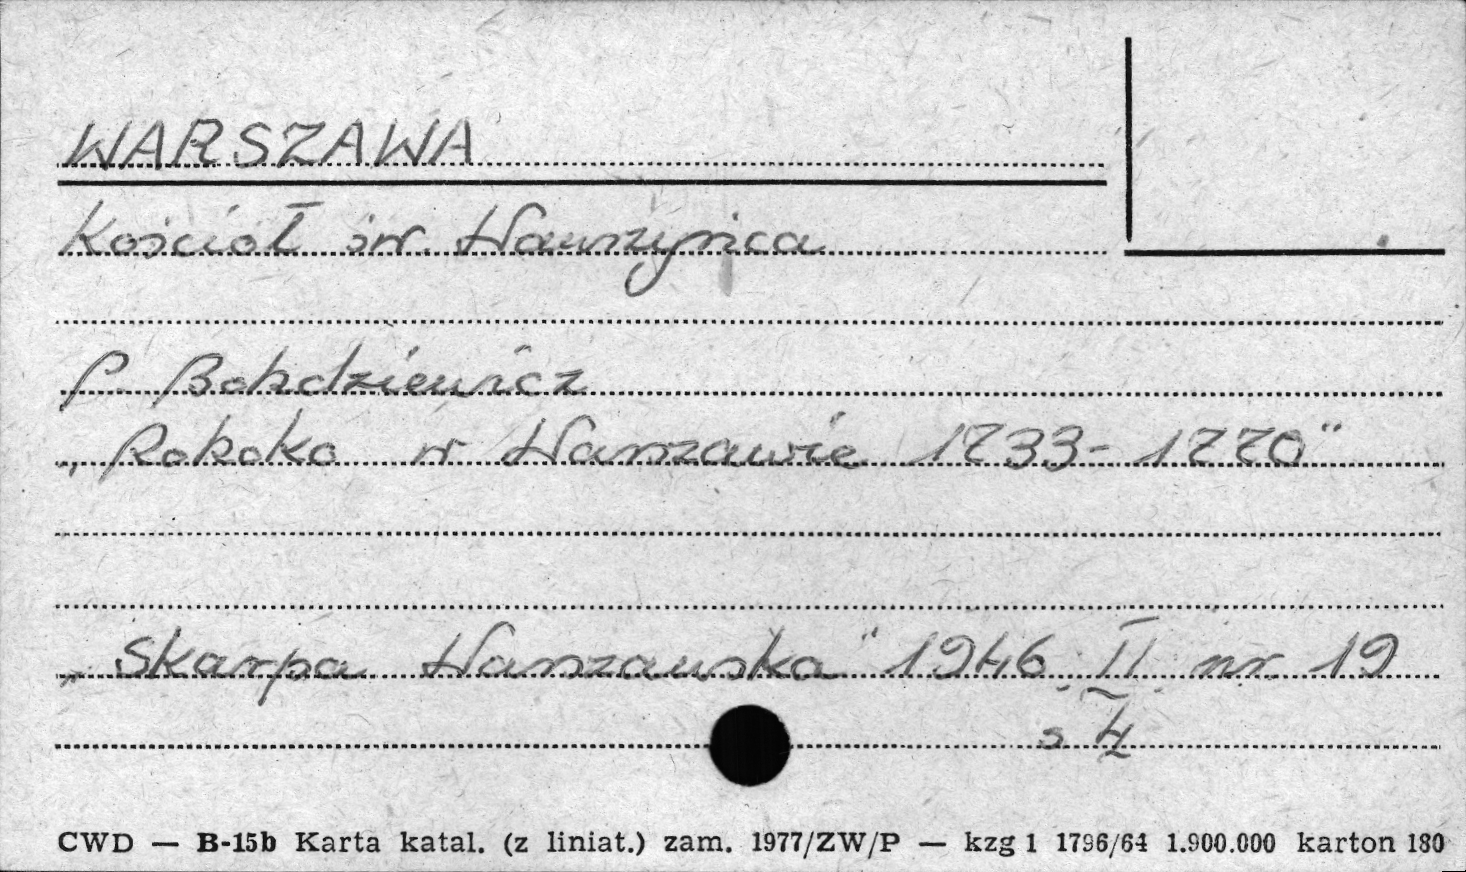 WARSZAWA
Kościół św. Wawrzyńca
P. Bohdziewicz
„Rokoko w Warszawie 1733-1770"
„Skarpa Warszawska" 1946 II nr 19
s 4
CWD — B-15b Karta katal. (z liniat.) zam. 1977/ZW/P — kzg 1 1796/64 1.900.000 karton 180